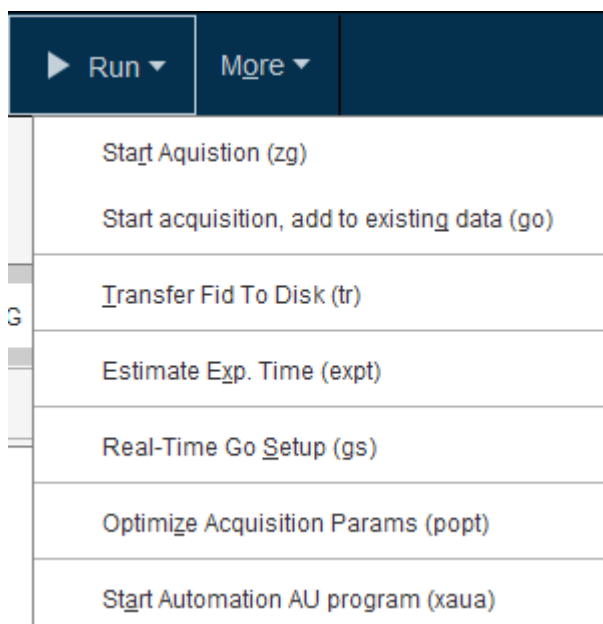 Run
More
Start Aquistion (zg)
Start acquisition, add to existing data (go)
Transfer Fid To Disk (tr)
G
Estimate Exp. Time (expt)
Real-Time Go Setup (gs)
Optimize Acquisition Params (popt)
Start Automation AU program (xaua)